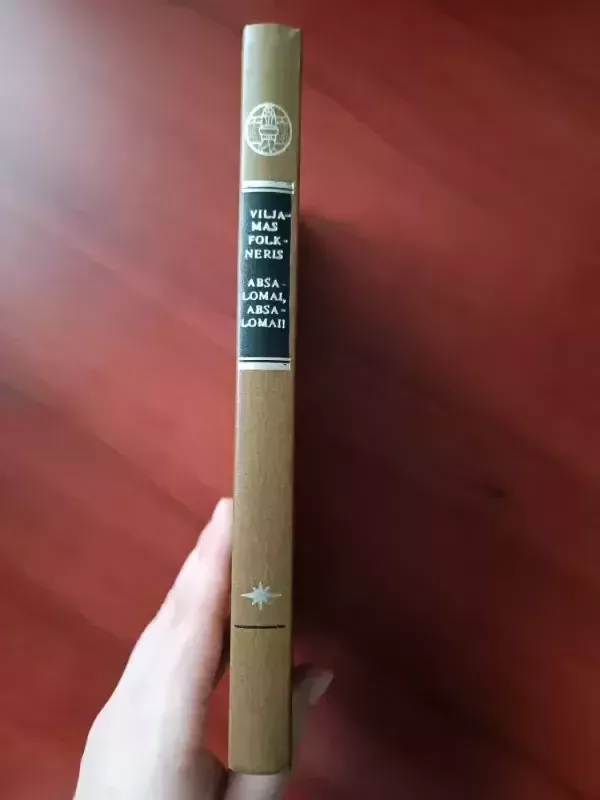 VILJA-
MAS
FOLK-
NERIS
ABSA-
LOMAI,
ABSA-
LOMAI!